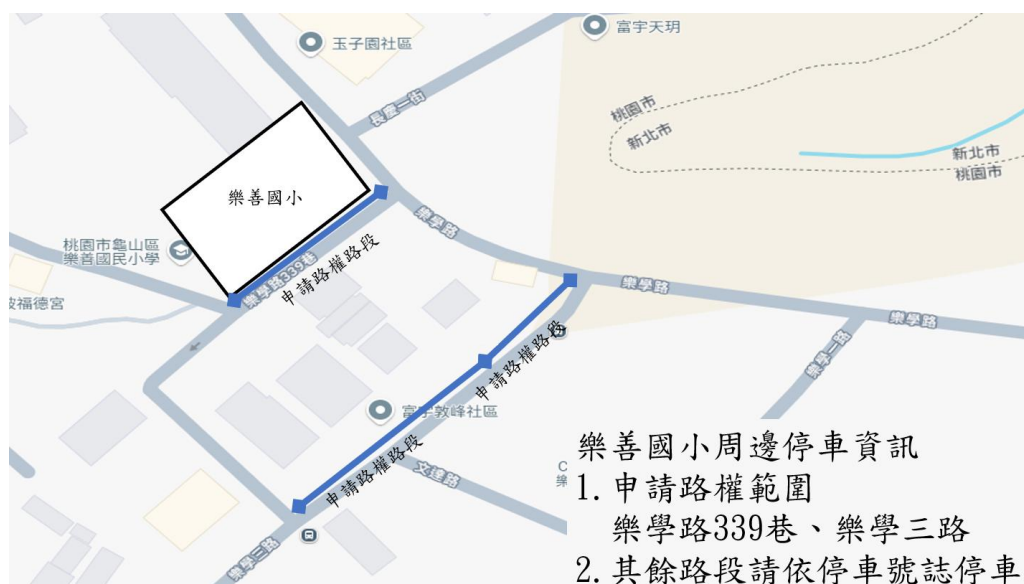 富宇天玥
玉子園社區
長慶一街
桃園市
新北市
新北市
桃園市
樂善國小
樂學路
桃園市龜山區
樂善國民小學
樂學路339巷
申請路權路段
樂學路
樂學路
福德宮
申請路權路段
樂學一路
富宇敦峰社區
申請路權路段
文達路
樂學三路
樂善國小周邊停車資訊
1.申請路權範圍
樂學路339巷、樂學三路
2.其餘路段請依停車號誌停車